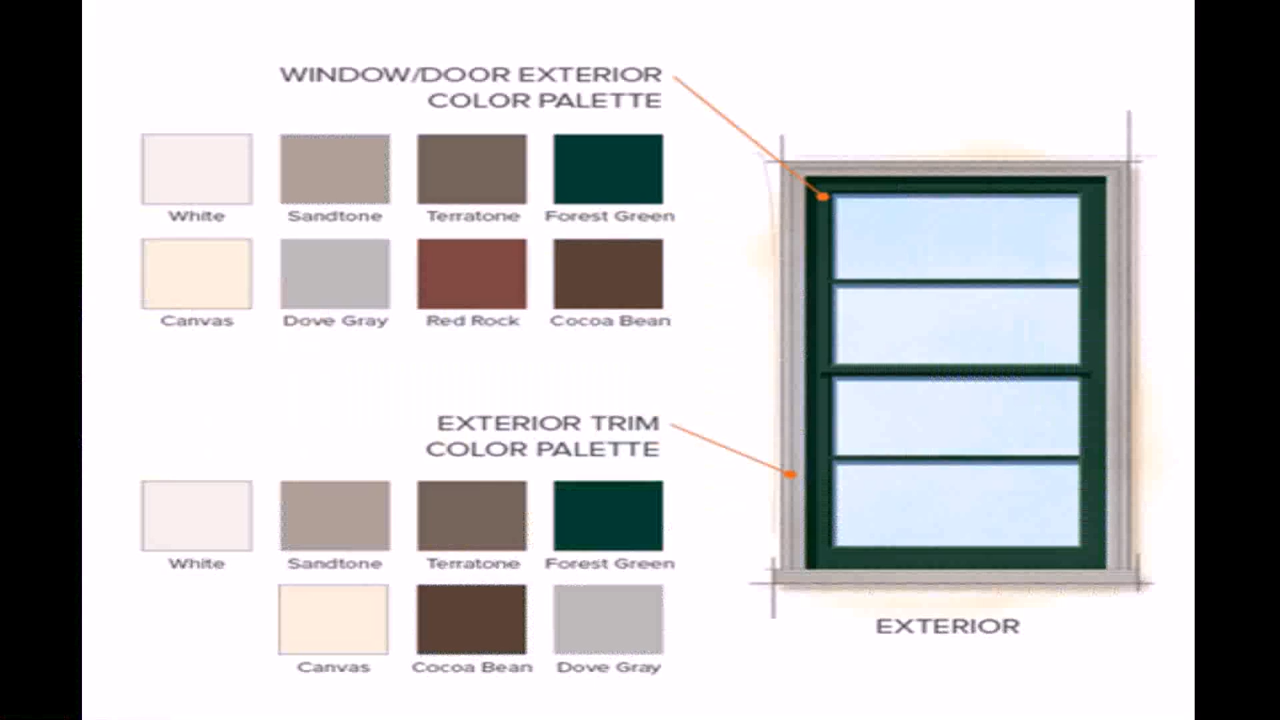 WINDOW/DOOR EXTERIOR
COLOR PALETTE
White Sandtone Terratone Forest Green
Canvas Dove Gray Red Rock Cocoa Bean
EXTERIOR TRIM
COLOR PALETTE
White Sandtone Terratone Forest Green
Canvas Cocoa Bean Dove Gray
EXTERIOR